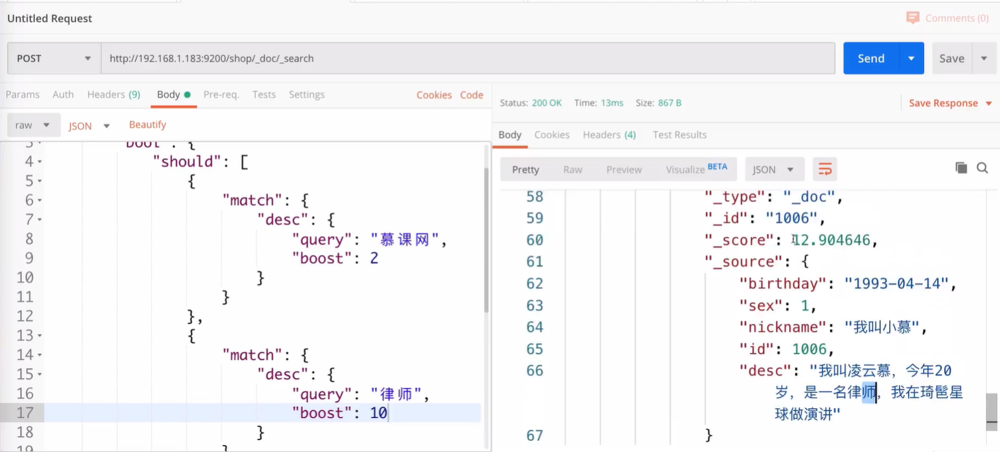 Untitled Request
Comments (0)
POST
http://192.168.1.183:9200/shop/_doc/_search
Send
Save
Params Auth Headers (9) Body Pre-req. Tests Settings Cookies Code
raw JSON Beautify
3 "bool": {
4 "should": [
5 {
6 "match": {
7 "desc": {
8 "query": "慕课网",
9 "boost": 2
10 }
11 }
12 },
13 {
14 "match": {
15 "desc": {
16 "query": "律师",
17 "boost": 10
18 }
19 }
Status: 200 OK Time: 13ms Size: 867 B Save Response
Body Cookies Headers (4) Test Results
Pretty Raw Preview Visualize BETA JSON
58 "_type": "_doc",
59 "_id": "1006",
60 "_score": 12.904646,
61 "_source": {
62 "birthday": "1993-04-14",
63 "sex": 1,
64 "nickname": "我叫小慕",
65 "id": 1006,
66 "desc": "我叫凌云慕，今年20
岁，是一名律师，我在琦䯲星
球做演讲"
67 }